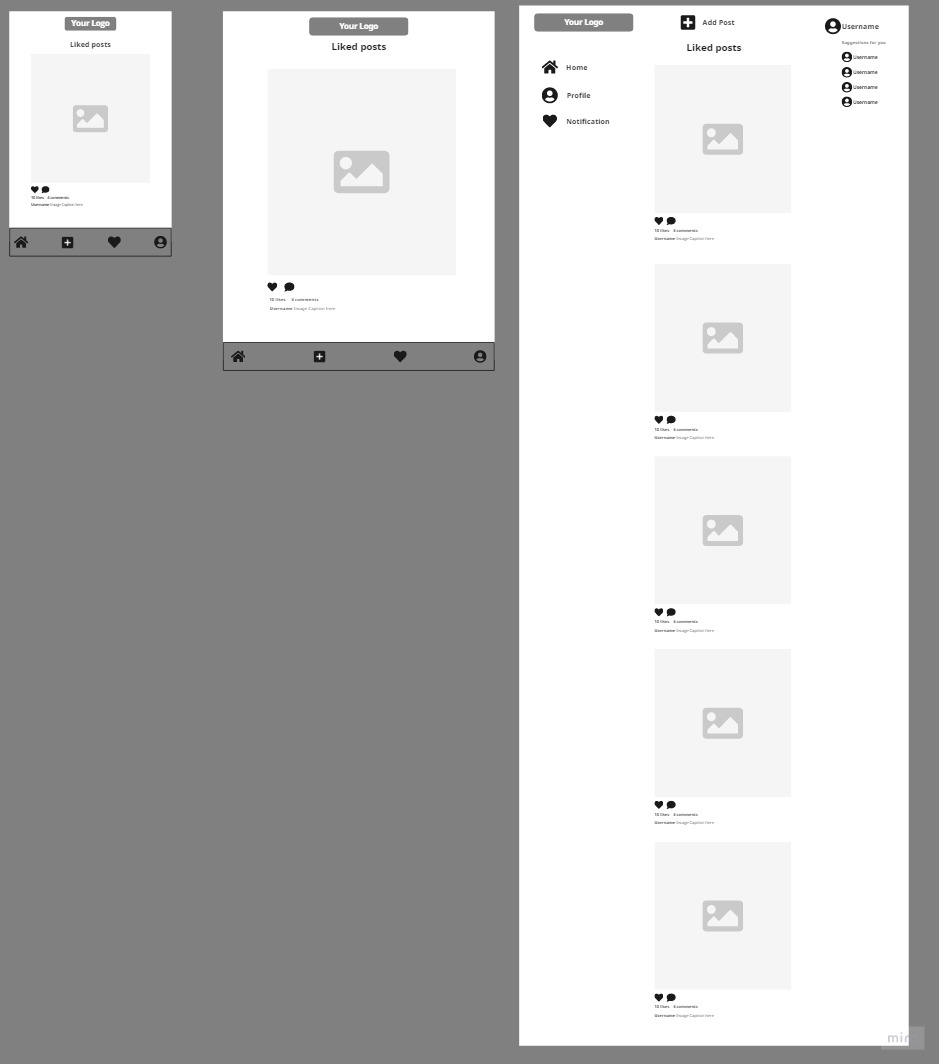 Your Logo
Liked posts
10 likes 6 comments
Username Image Caption here
Your Logo
Liked posts
10 likes 6 comments
Username Image Caption here
Your Logo
Home
Profile
Notification
Add Post
Liked posts
10 likes 6 comments
Username Image Caption here
10 likes 6 comments
Username Image Caption here
10 likes 6 comments
Username Image Caption here
10 likes 6 comments
Username Image Caption here
10 likes 6 comments
Username Image Caption here
Username
Suggestions for you
Username
Username
Username
Username